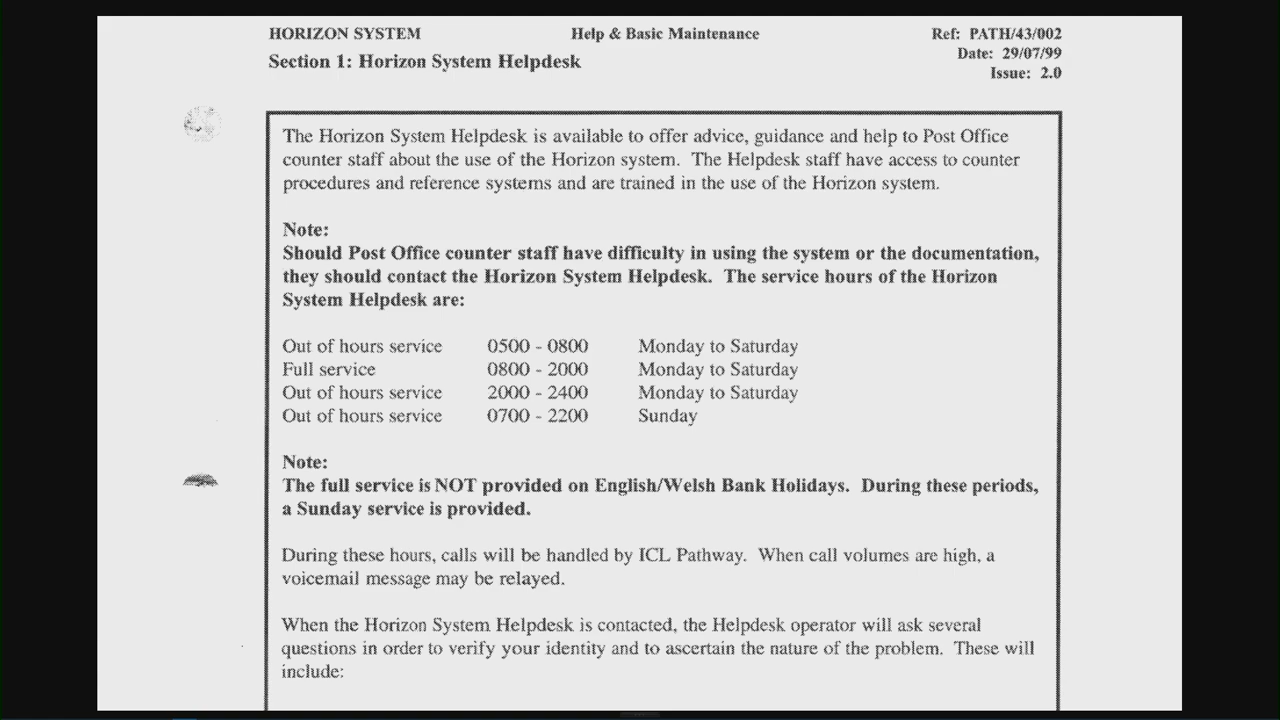 HORIZON SYSTEM Help & Basic Maintenance Ref: PATH/43/002
Date: 29/07/99
Section 1: Horizon System Helpdesk
Issue: 2.0
The Horizon System Helpdesk is available to offer advice, guidance and help to Post Office
counter staff about the use of the Horizon system. The Helpdesk staff have access to counter
procedures and reference systems and are trained in the use of the Horizon system.
Note:
Should Post Office counter staff have difficulty in using the system or the documentation,
they should contact the Horizon System Helpdesk. The service hours of the Horizon
System Helpdesk are:
Out of hours service 0500 - 0800 Monday to Saturday
Full service 0800 - 2000 Monday to Saturday
Out of hours service 2000 - 2400 Monday to Saturday
Out of hours service 0700 - 2200 Sunday
Note:
The full service is NOT provided on English/Welsh Bank Holidays. During these periods,
a Sunday service is provided.
During these hours, calls will be handled by ICL Pathway. When call volumes are high, a
voicemail message may be relayed.
When the Horizon System Helpdesk is contacted, the Helpdesk operator will ask several
questions in order to verify your identity and to ascertain the nature of the problem. These will
include: